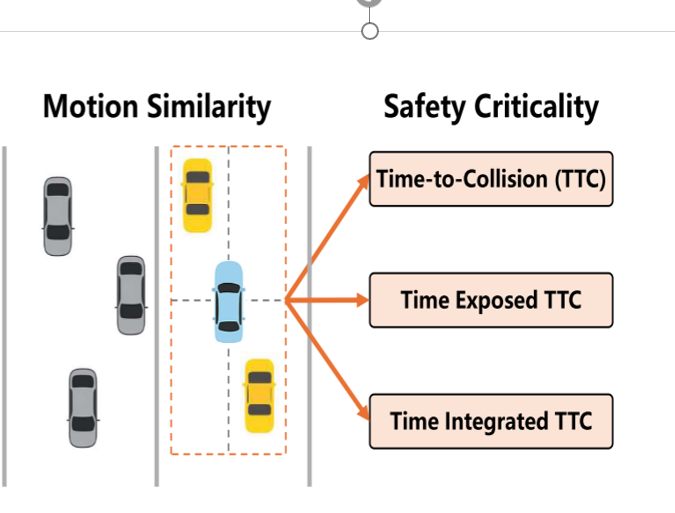 Motion Similarity
Safety Criticality
Time-to-Collision (TTC)
Time Exposed TTC
Time Integrated TTC